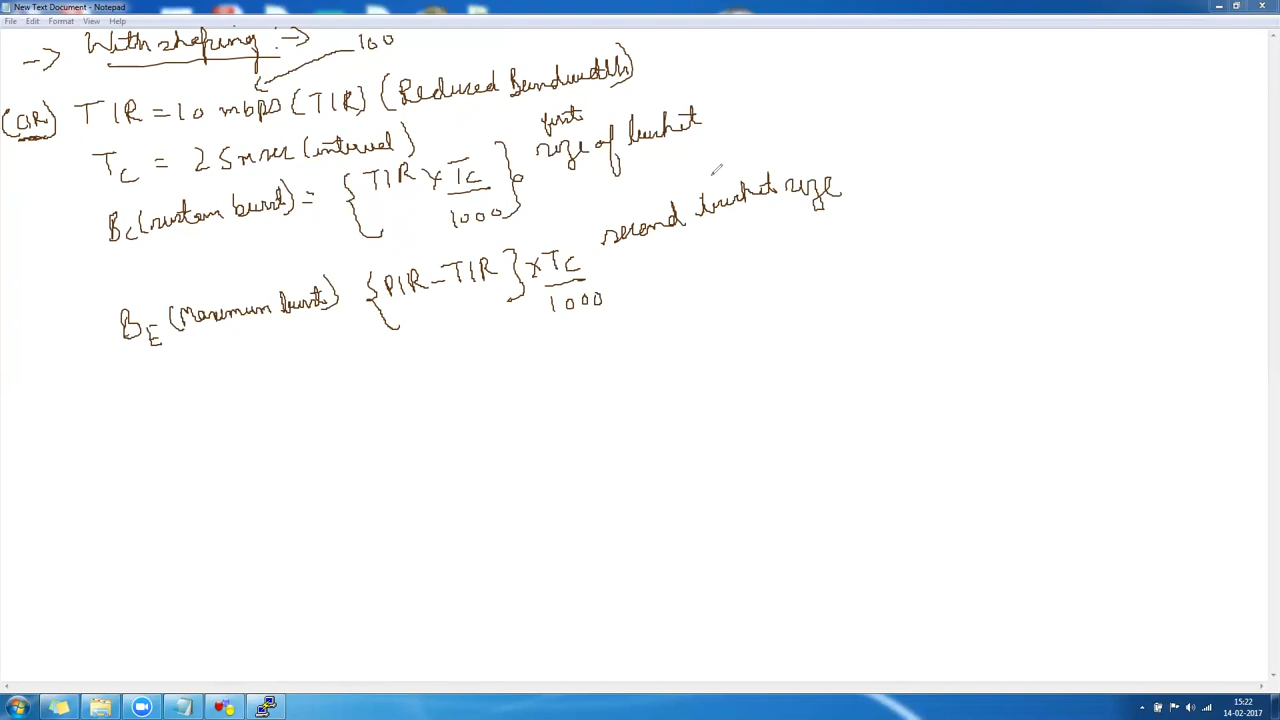 New Text Document - Notepad
File Edit Format View Help
-> With shaping :->
100
(OR) TIR = 10 mbps (TIR) (Reduced Bandwidth)
TC = 25 msec (interval)
first
size of bucket
BC (custom burst) = { TIR x TC/1000 }
second bucket size
BE (Maximum burst) { PIR - TIR } x TC/1000
15:22
14-02-2017